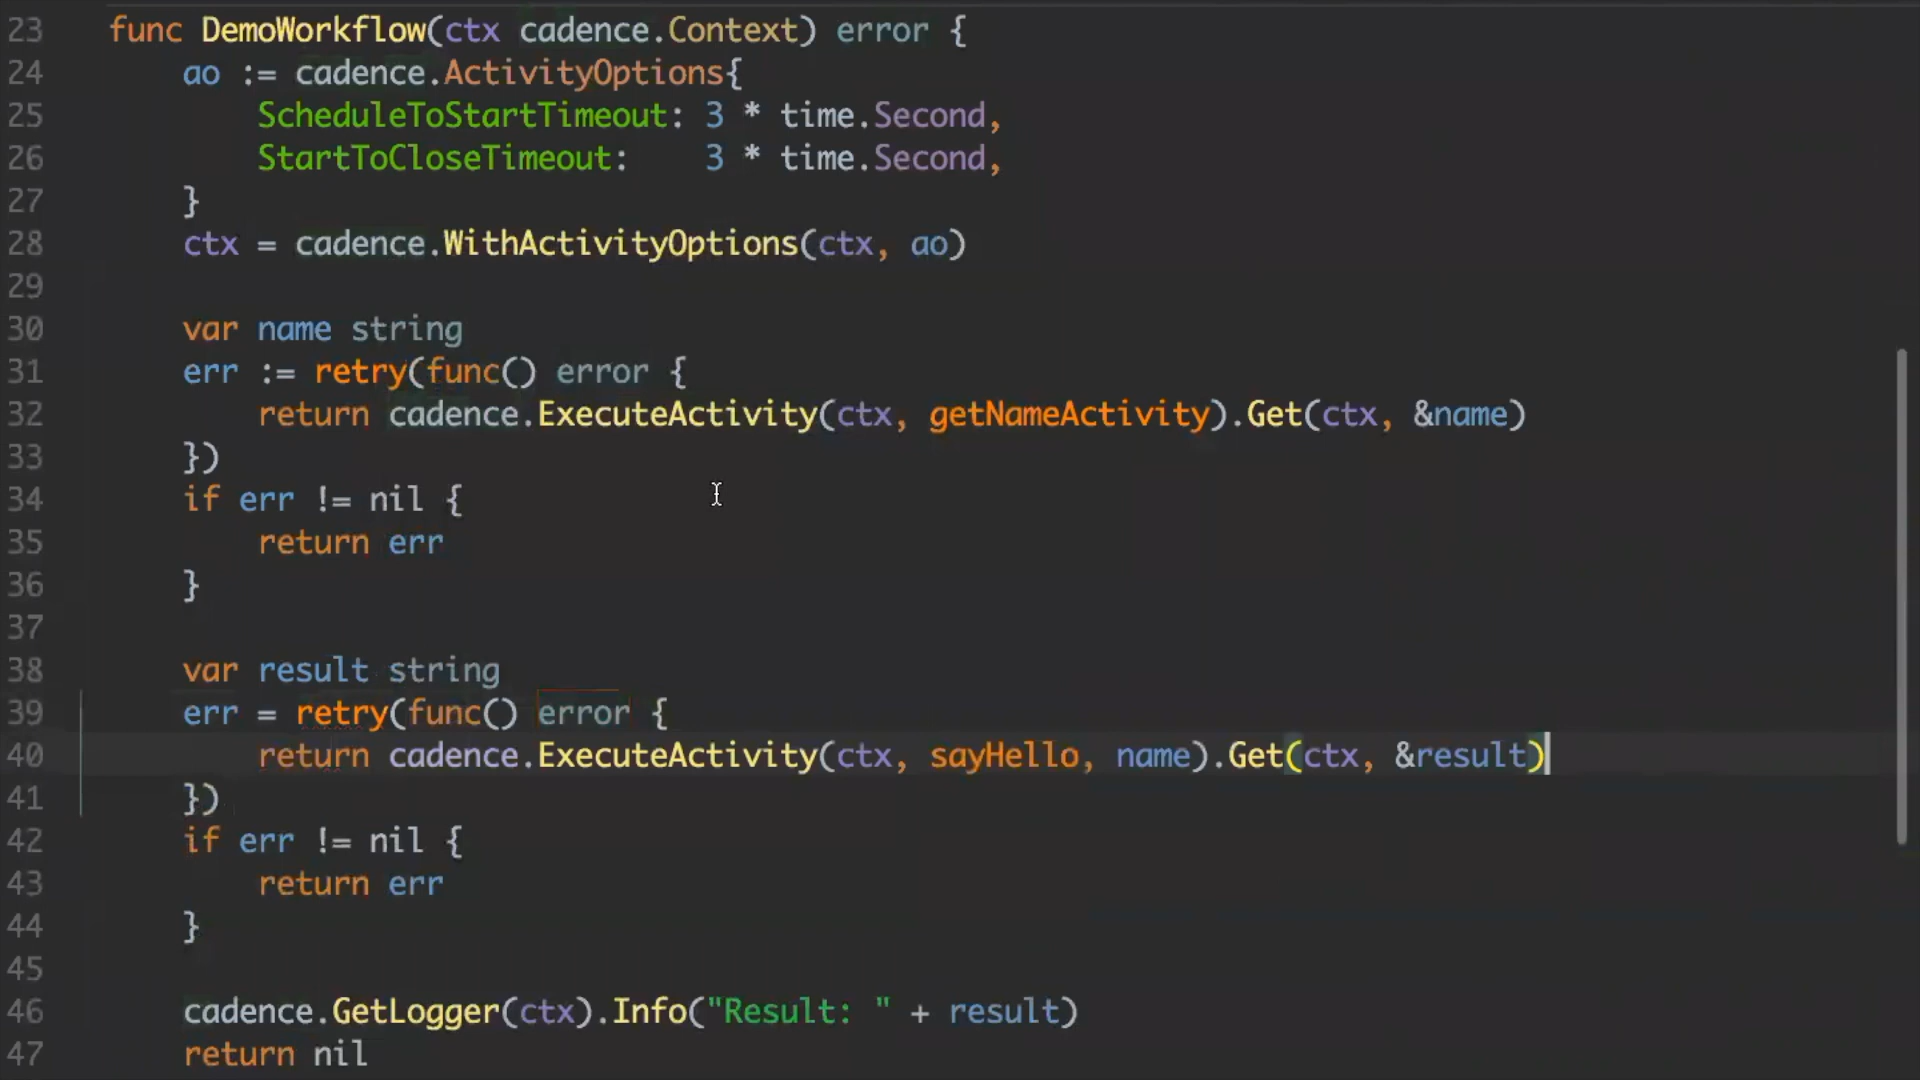 23 func DemoWorkflow(ctx cadence.Context) error {
24 ao := cadence.ActivityOptions{
25 ScheduleToStartTimeout: 3 * time.Second,
26 StartToCloseTimeout: 3 * time.Second,
27 }
28 ctx = cadence.WithActivityOptions(ctx, ao)
29
30 var name string
31 err := retry(func() error {
32 return cadence.ExecuteActivity(ctx, getNameActivity).Get(ctx, &name)
33 })
34 if err != nil {
35 return err
36 }
37
38 var result string
39 err = retry(func() error {
40 return cadence.ExecuteActivity(ctx, sayHello, name).Get(ctx, &result)
41 })
42 if err != nil {
43 return err
44 }
45
46 cadence.GetLogger(ctx).Info("Result: " + result)
47 return nil